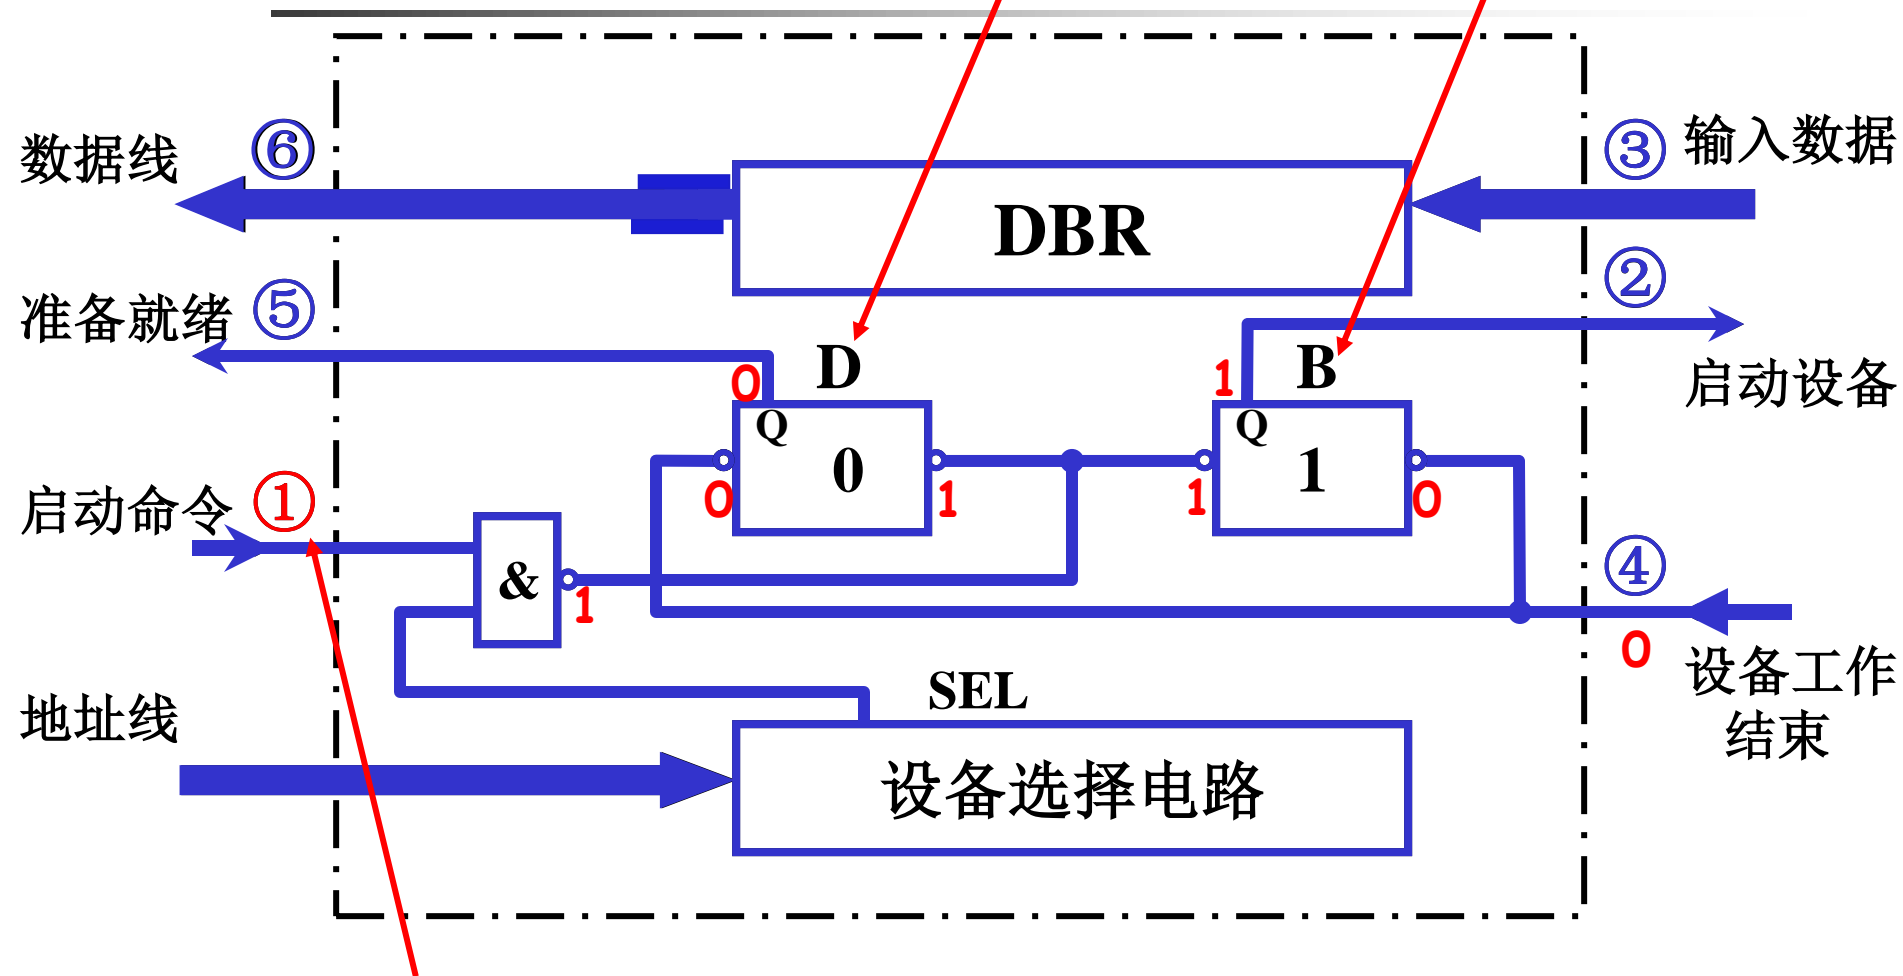 数据线 ⑥
③ 输入数据
DBR
②
准备就绪 ⑤
启动设备
D
B
0
1
Q
0
Q
1
0
1
1
0
启动命令 ①
&
1
④
0
设备工作
结束
SEL
地址线
设备选择电路